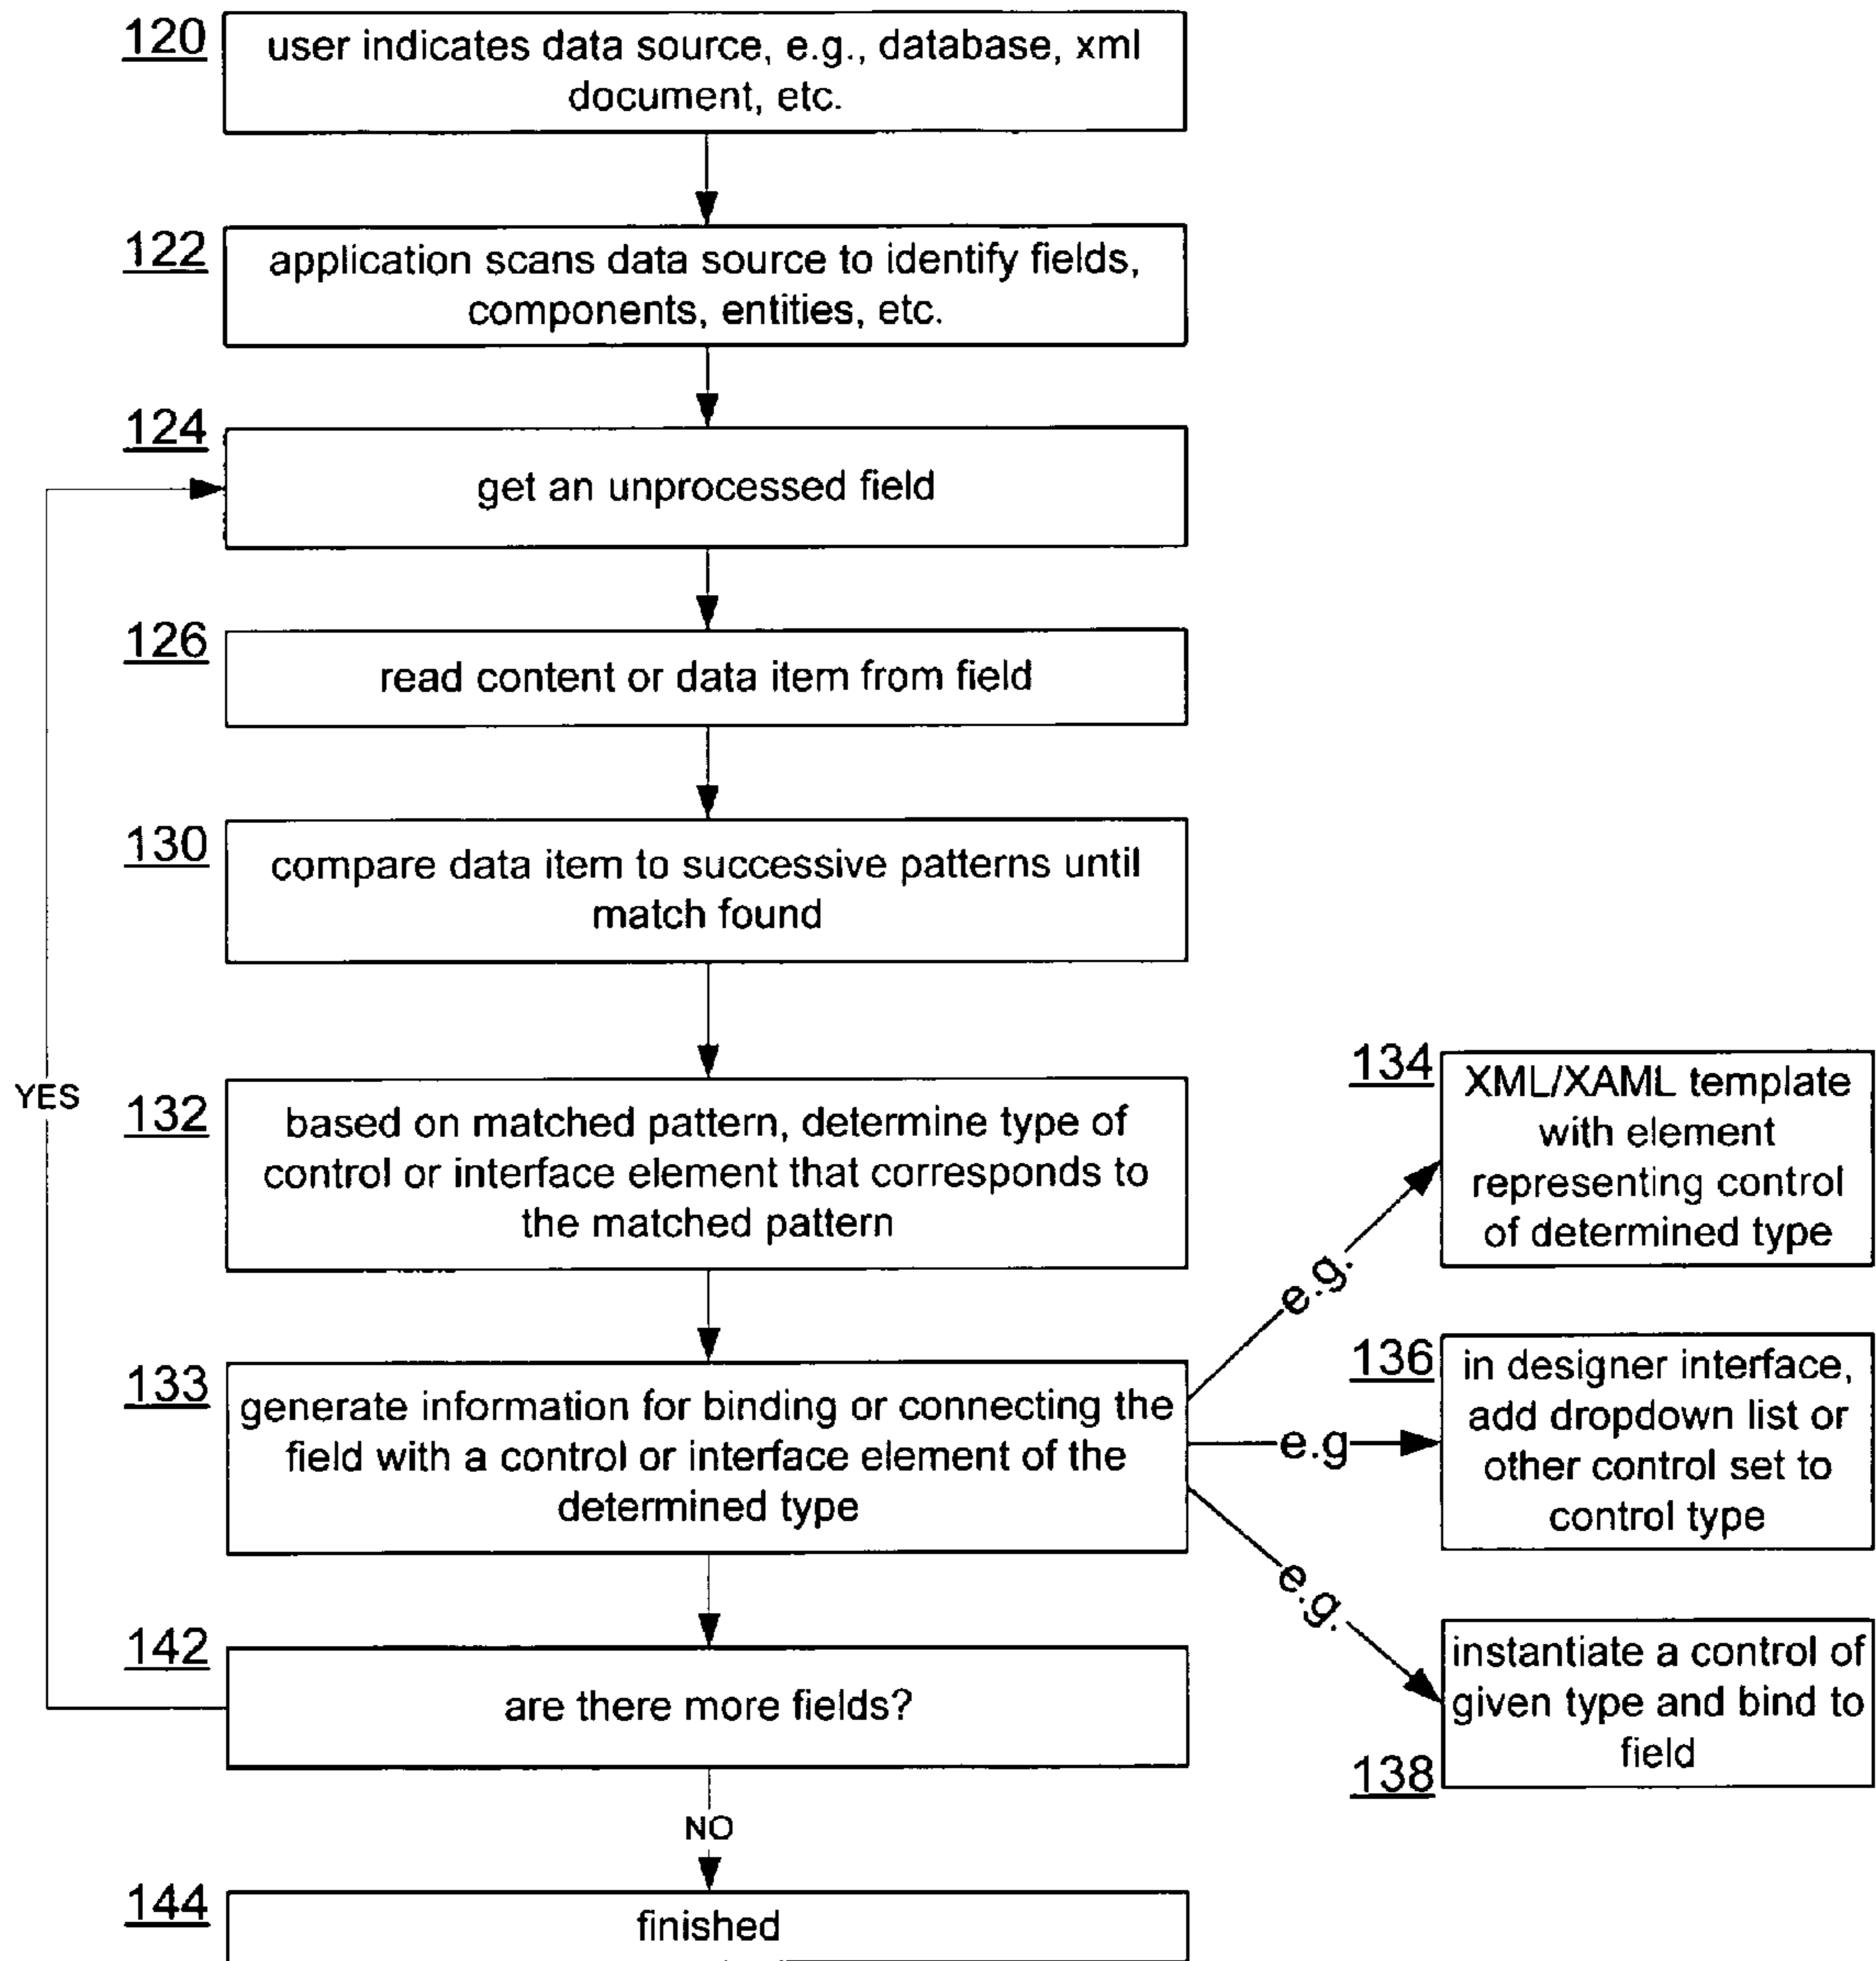 120
user indicates data source, e.g., database, xml
document, etc.
122
application scans data source to identify fields,
components, entities, etc.
124
get an unprocessed field
126
read content or data item from field
130
compare data item to successive patterns until
match found
YES
132
based on matched pattern, determine type of
control or interface element that corresponds to
the matched pattern
134
XML/XAML template
with element
representing control
of determined type
e.g.
133
generate information for binding or connecting the
field with a control or interface element of the
determined type
e.g
136
in designer interface,
add dropdown list or
other control set to
control type
e.g.
138
instantiate a control of
given type and bind to
field
142
are there more fields?
NO
144
finished